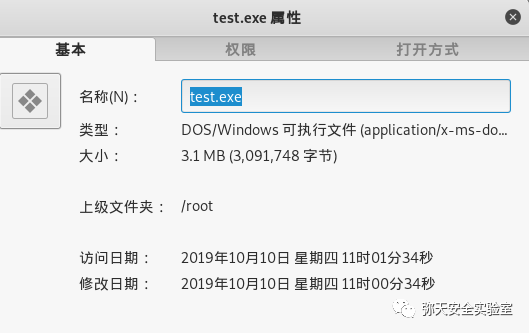 test.exe 属性
基本 权限 打开方式
名称(N)： test.exe
类型： DOS/Windows 可执行文件 (application/x-ms-do...
大小： 3.1 MB (3,091,748 字节)
上级文件夹： /root
访问日期： 2019年10月10日 星期四 11时01分34秒
修改日期： 2019年10月10日 星期四 11时00分34秒
弥天安全实验室